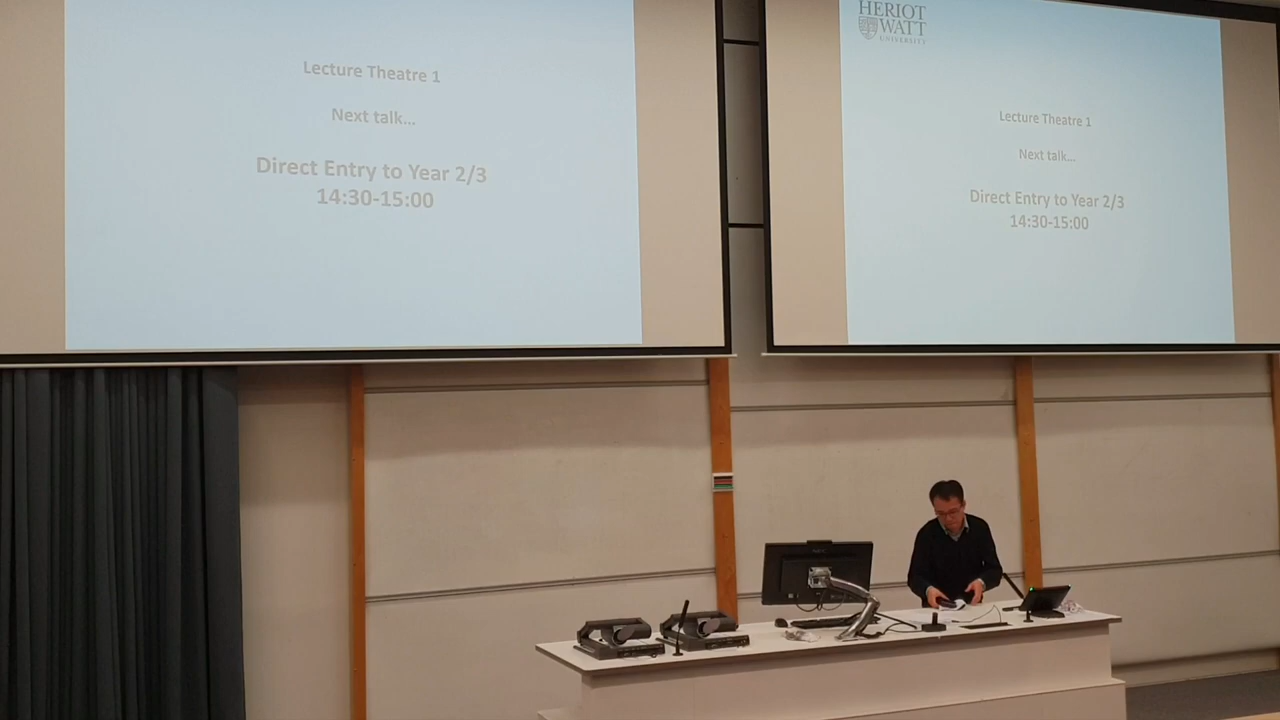 Lecture Theatre 1
Next talk...
Direct Entry to Year 2/3
14:30-15:00
HERIOT
WATT
UNIVERSITY
Lecture Theatre 1
Next talk...
Direct Entry to Year 2/3
14:30-15:00